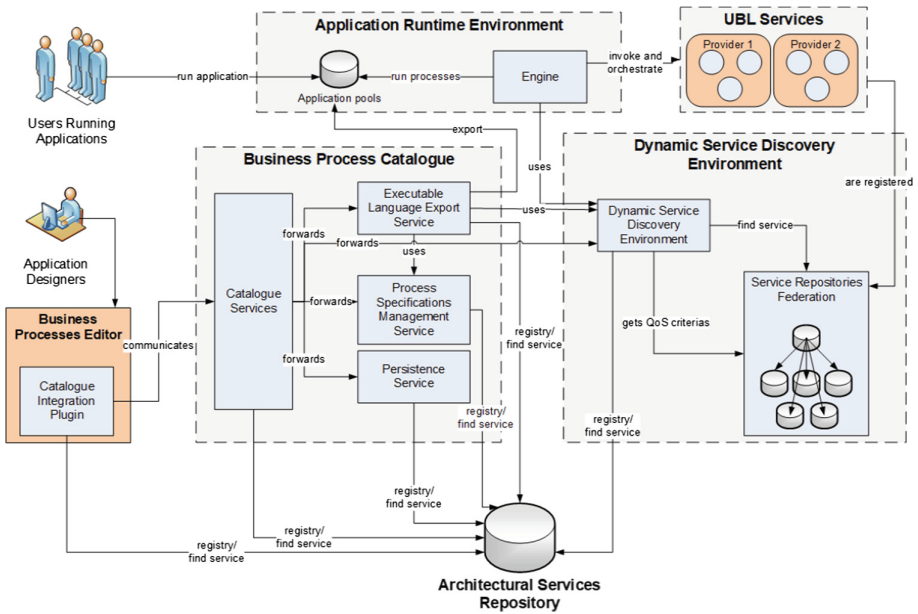 Application Runtime Environment
UBL Services
Provider 1
Provider 2
invoke and
orchestrate
Engine
run application
run processes
Application pools
Users Running
Applications
export
Business Process Catalogue
Dynamic Service Discovery
Environment
uses
are registered
Executable
Language Export
Service
forwards
uses
Dynamic Service
Discovery
Environment
find service
forwards
uses
Application
Designers
Catalogue
Services
forwards
Process
Specifications
Management
Service
Service Repositories
Federation
Business
Processes Editor
communicates
gets QoS criterias
registry/
find service
forwards
Persistence
Service
Catalogue
Integration
Plugin
registry/
find service
registry/
find service
registry/
find service
registry/
find service
registry/
find service
Architectural Services
Repository